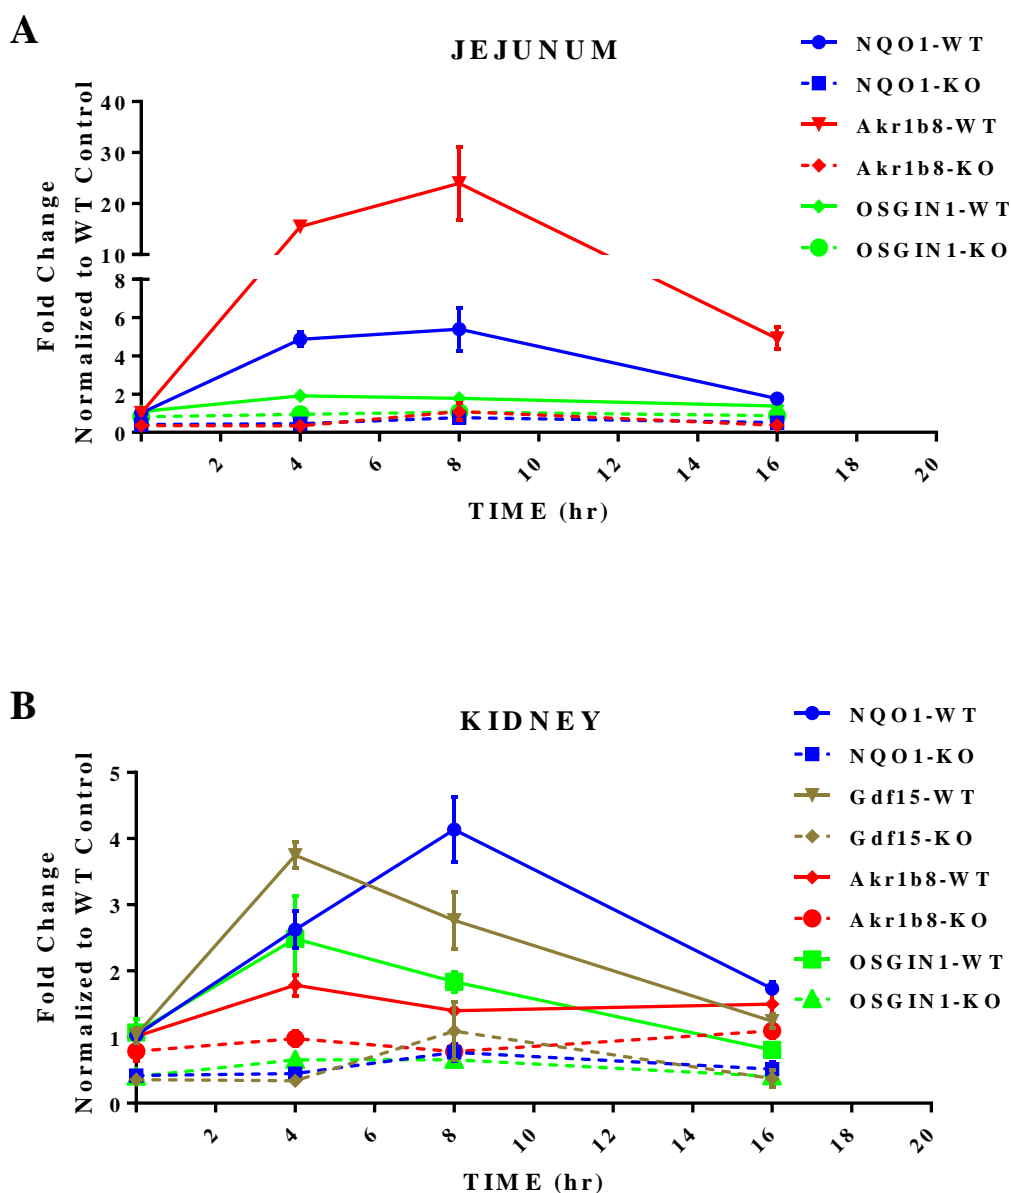 A
JEJUNUM
NQO1-WT
NQO1-KO
Akr1b8-WT
Akr1b8-KO
OSGIN1-WT
OSGIN1-KO
Fold Change
Normalized to WT Control
40
30
20
10
8
6
4
2
0
2 4 6 8 10 12 14 16 18 20
TIME (hr)
B
KIDNEY
NQO1-WT
NQO1-KO
Gdf15-WT
Gdf15-KO
Akr1b8-WT
Akr1b8-KO
OSGIN1-WT
OSGIN1-KO
Fold Change
Normalized to WT Control
5
4
3
2
1
0
2 4 6 8 10 12 14 16 18 20
TIME (hr)